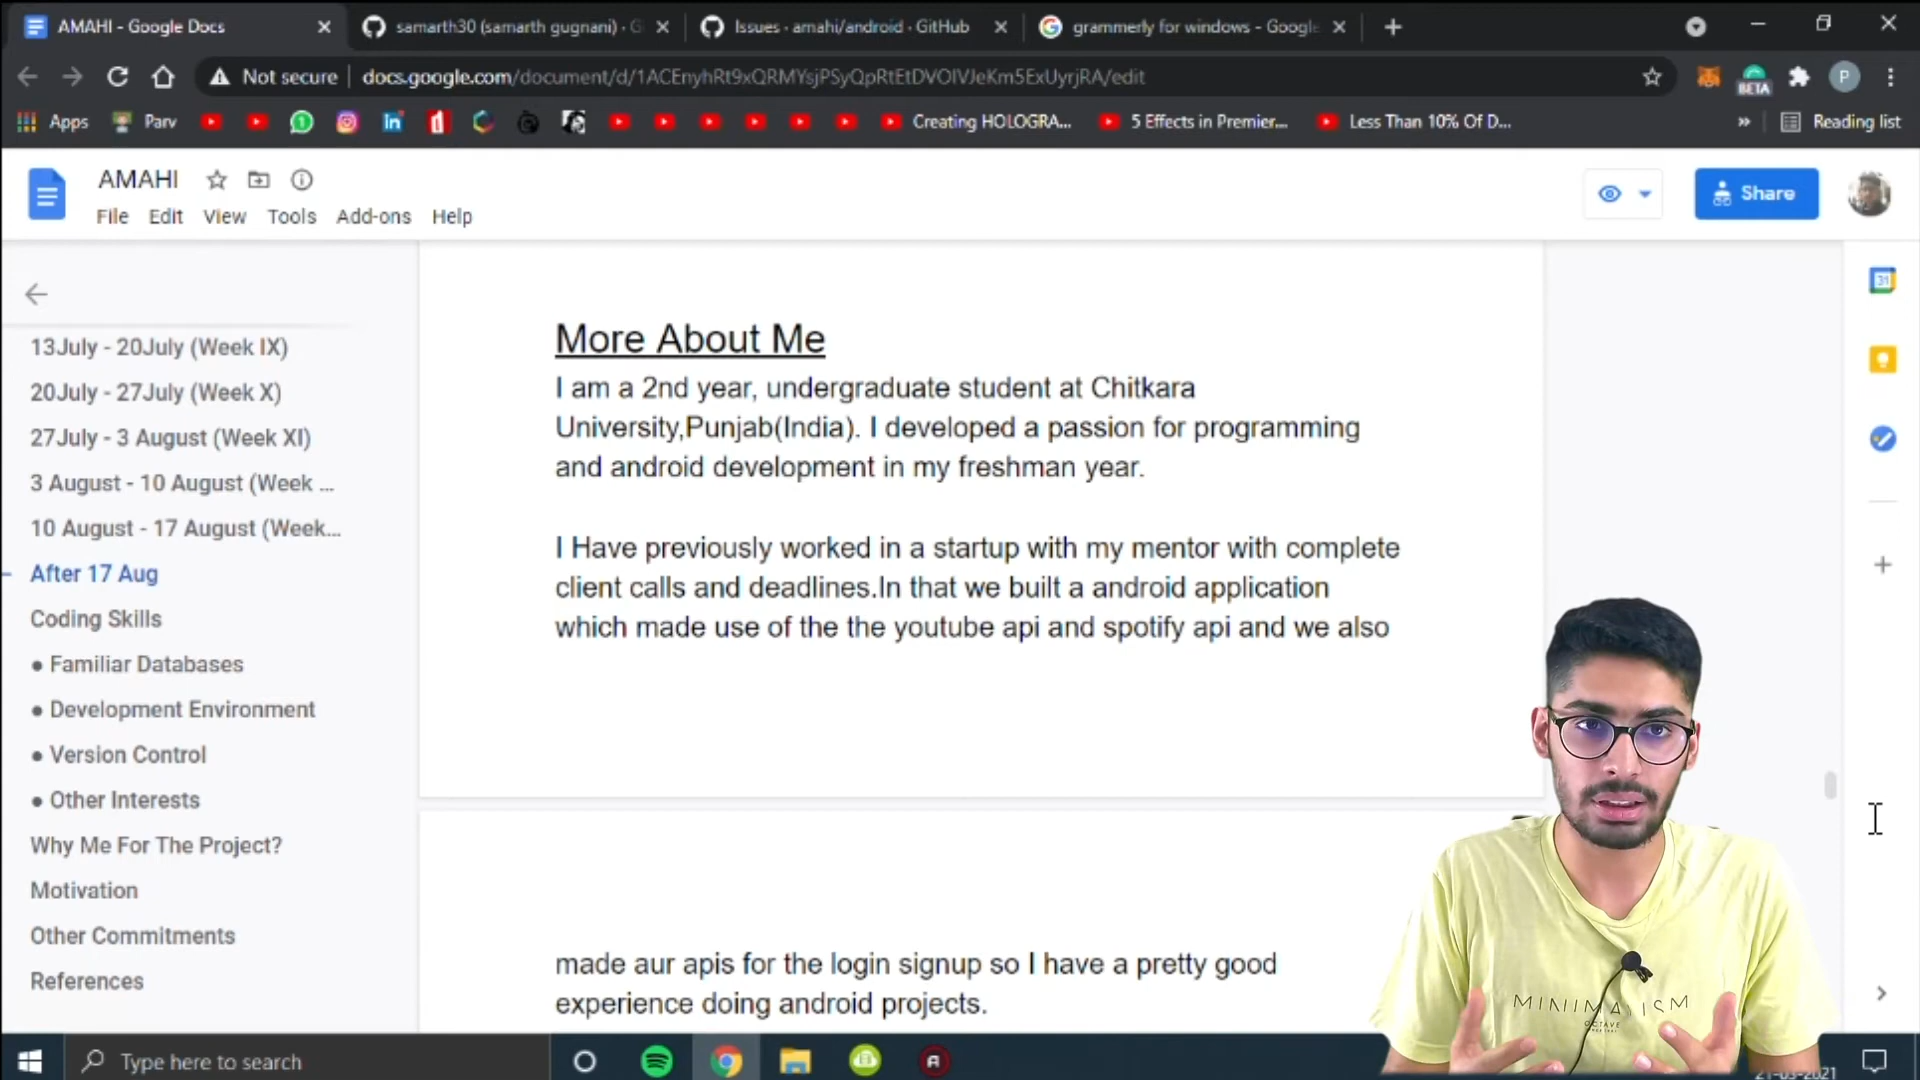 AMAHI - Google Docs
samarth30 (samarth gugnani) · G
Issues · amahi/android · GitHub
grammerly for windows - Google
Not secure
docs.google.com/document/d/1ACEnyhRt9xQRMYsjPSyQpRtEtDVOIVJeKm5ExUyrjRA/edit
BETA
P
Apps
Parv
Creating HOLOGRA...
5 Effects in Premier...
Less Than 10% Of D...
»
Reading list
AMAHI
File Edit View Tools Add-ons Help
Share
31
13July - 20July (Week IX)
20July - 27July (Week X)
27July - 3 August (Week XI)
3 August - 10 August (Week ...
10 August - 17 August (Week...
After 17 Aug
Coding Skills
● Familiar Databases
● Development Environment
● Version Control
● Other Interests
Why Me For The Project?
Motivation
Other Commitments
References
More About Me
I am a 2nd year, undergraduate student at Chitkara
University,Punjab(India). I developed a passion for programming
and android development in my freshman year.
I Have previously worked in a startup with my mentor with complete
client calls and deadlines.In that we built a android application
which made use of the the youtube api and spotify api and we also
made aur apis for the login signup so I have a pretty good
experience doing android projects.
MINIMALISM
OCTAVE
Type here to search
21-03-2021